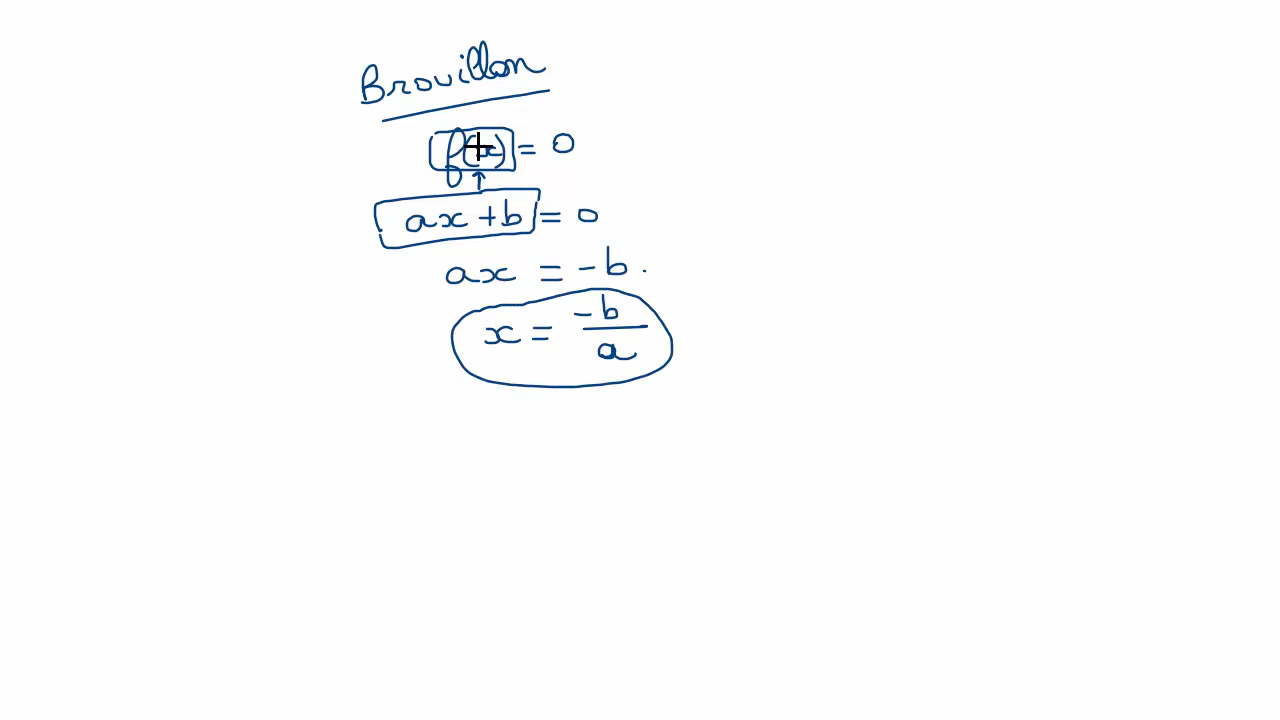 Brouillon
f(x) = 0
ax + b = 0
ax = -b.
x = -b/a